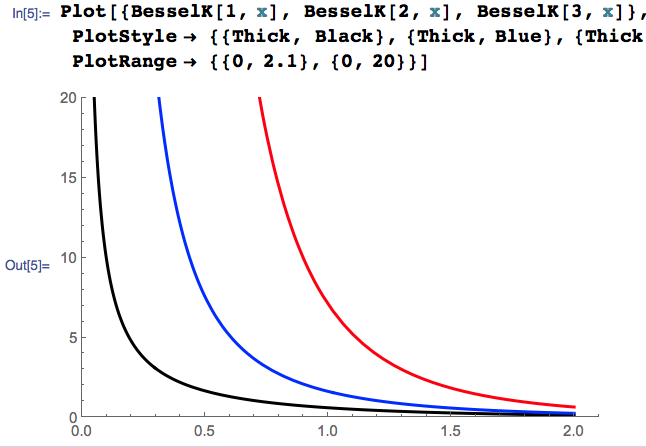 In[5]:= Plot[{BesselK[1, x], BesselK[2, x], BesselK[3, x]},
PlotStyle → {{Thick, Black}, {Thick, Blue}, {Thick
PlotRange → {{0, 2.1}, {0, 20}}]
20
15
Out[5]= 10
5
0
0.0 0.5 1.0 1.5 2.0